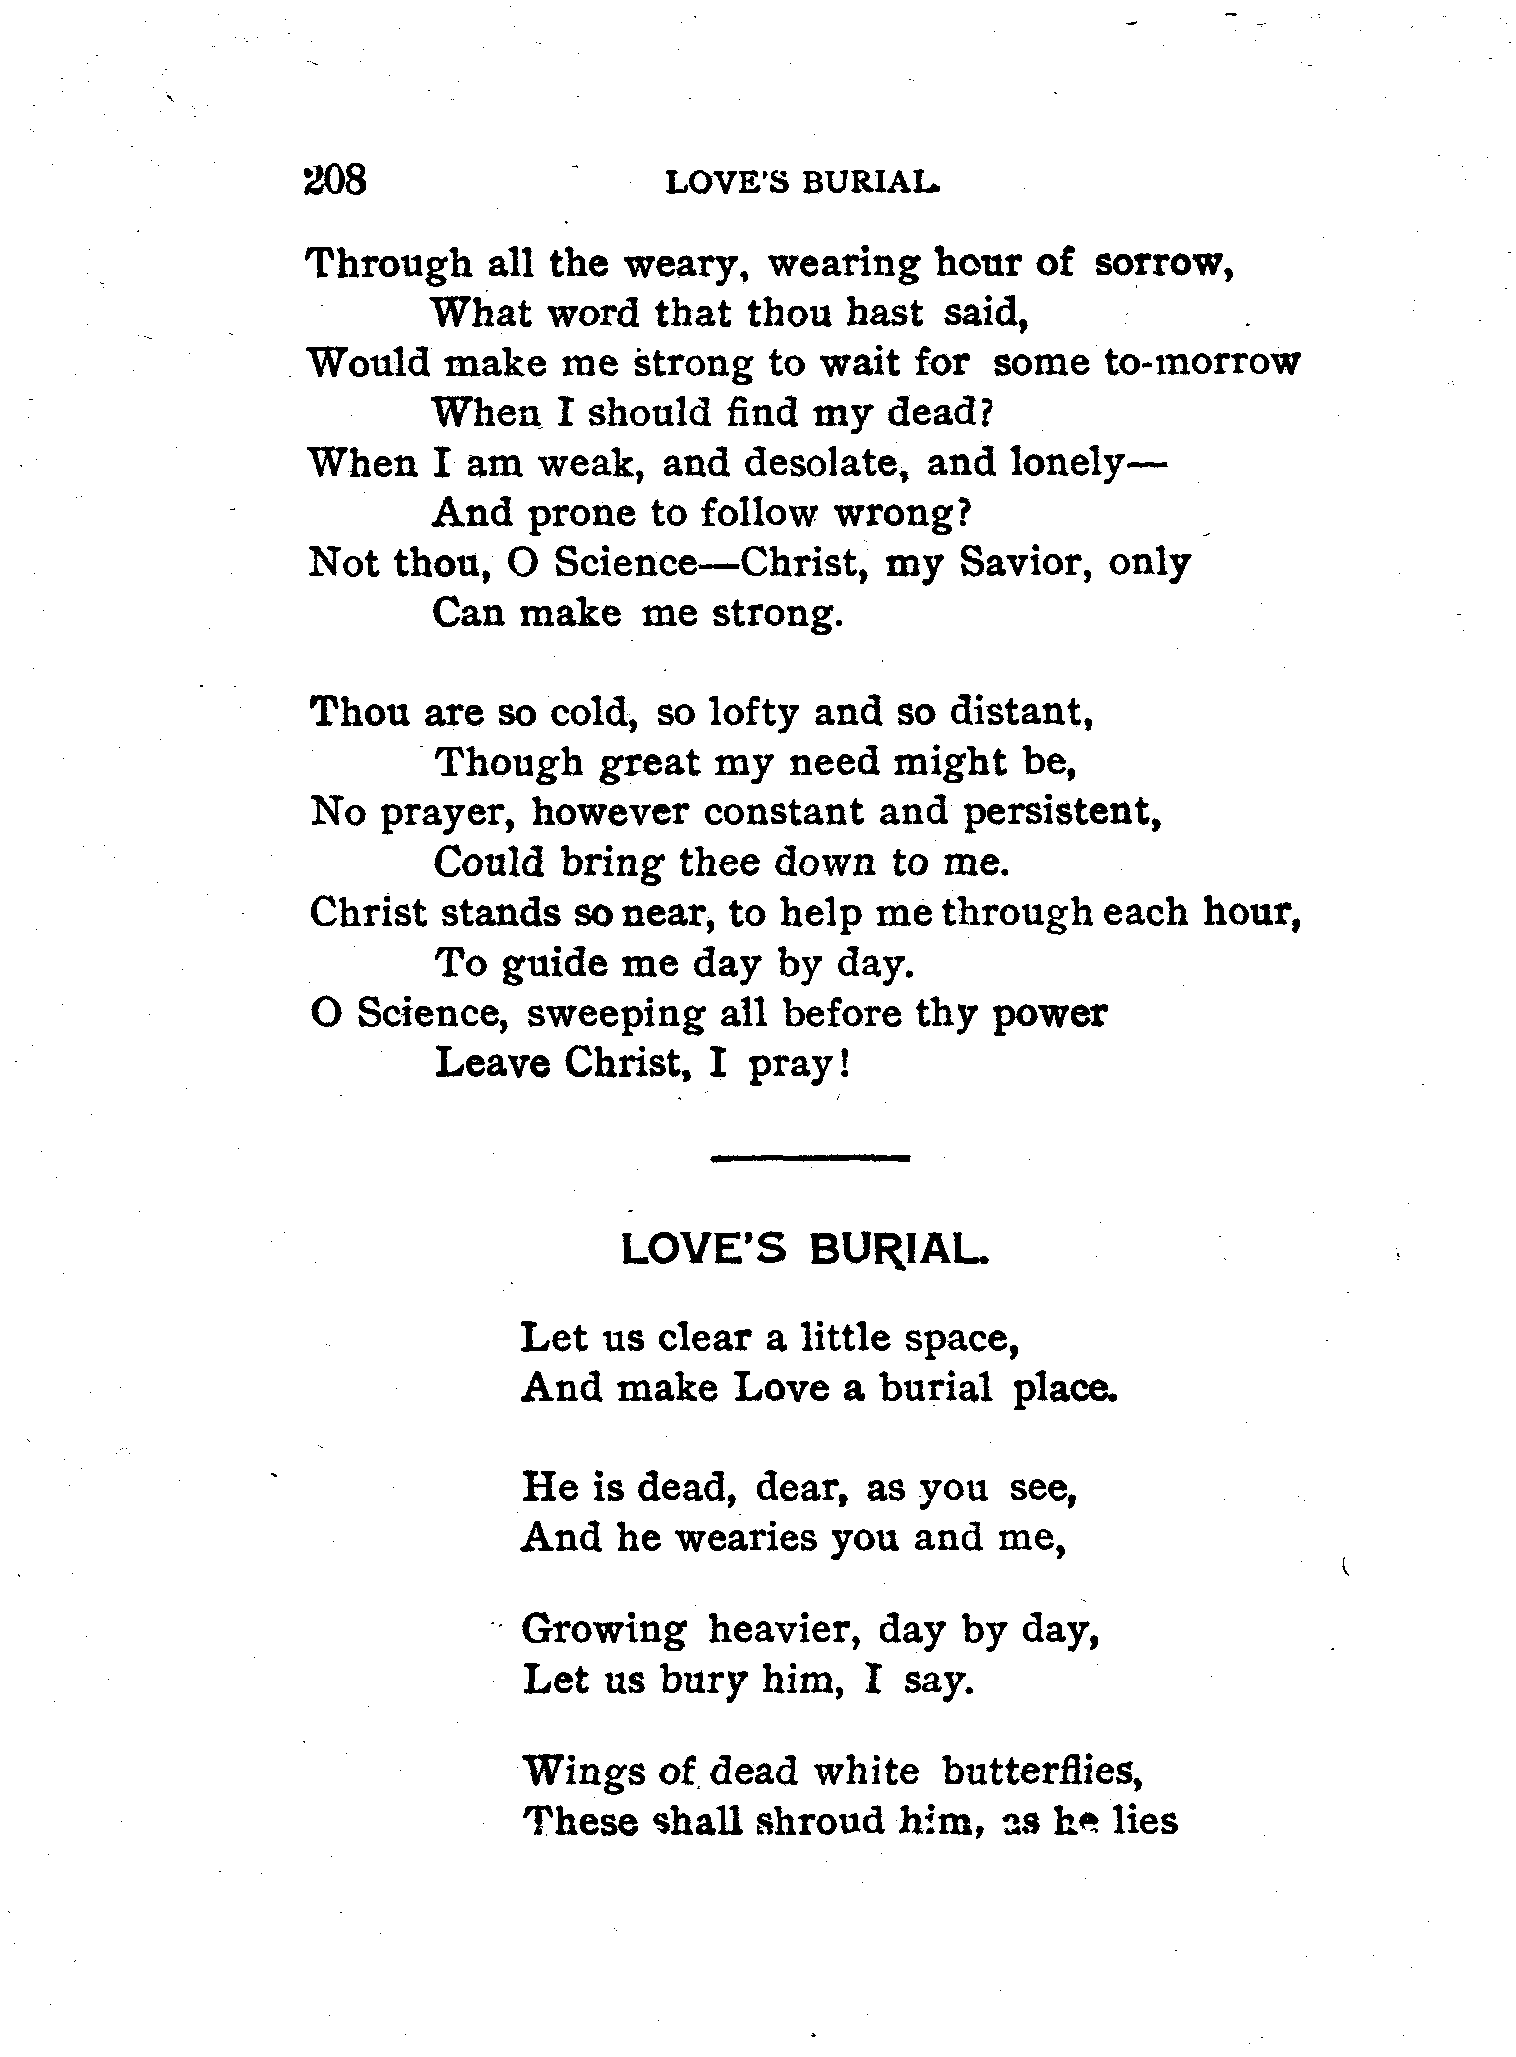 208 LOVE'S BURIAL.
Through all the weary, wearing hour of sorrow,
What word that thou hast said,
Would make me strong to wait for some to-morrow
When I should find my dead?
When I am weak, and desolate, and lonely—
And prone to follow wrong?
Not thou, O Science—Christ, my Savior, only
Can make me strong.
Thou are so cold, so lofty and so distant,
Though great my need might be,
No prayer, however constant and persistent,
Could bring thee down to me.
Christ stands so near, to help me through each hour,
To guide me day by day.
O Science, sweeping all before thy power
Leave Christ, I pray!
LOVE'S BURIAL.
Let us clear a little space,
And make Love a burial place.
He is dead, dear, as you see,
And he wearies you and me,
Growing heavier, day by day,
Let us bury him, I say.
Wings of dead white butterflies,
These shall shroud him, as he lies